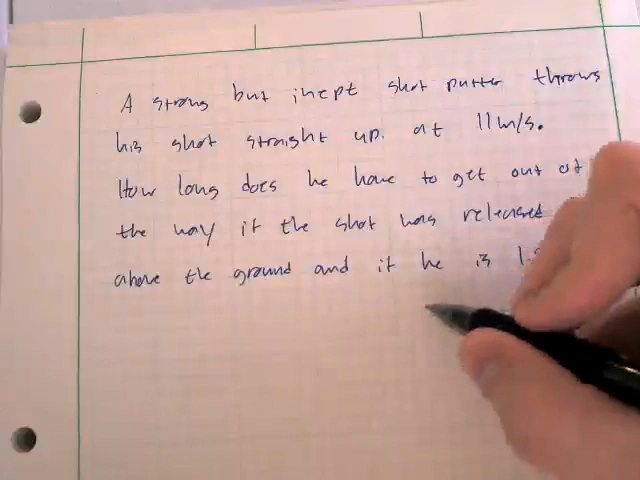 A strong but inept shot putter throws
his shot straight up. at 11 m/s.
How long does he have to get out of
the way if the shot was released
above the ground and if he is